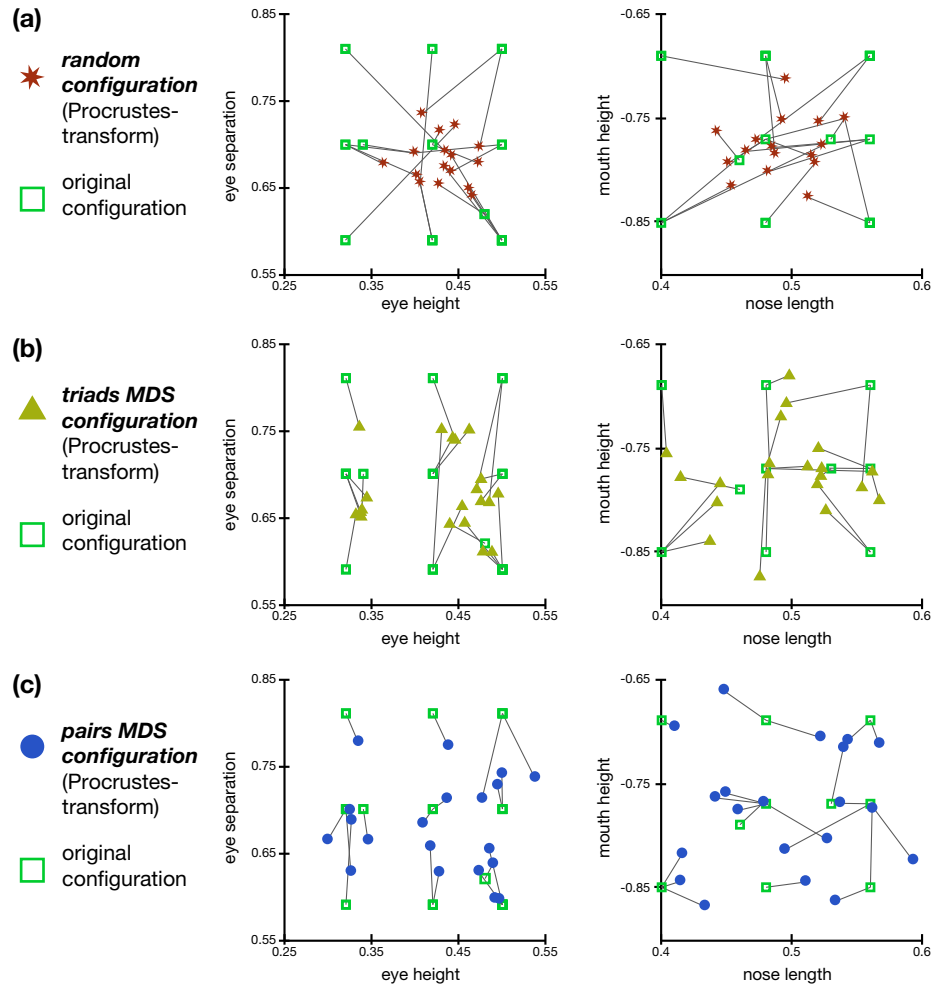 (a)
random
configuration
(Procrustes-
transform)
original
configuration
0.85
0.75
0.65
0.55
eye separation
0.25
0.35
0.45
0.55
eye height
-0.65
-0.75
-0.85
mouth height
0.4
0.5
0.6
nose length
(b)
triads MDS
configuration
(Procrustes-
transform)
original
configuration
0.85
0.75
0.65
0.55
eye separation
0.25
0.35
0.45
0.55
eye height
-0.65
-0.75
-0.85
mouth height
0.4
0.5
0.6
nose length
(c)
pairs MDS
configuration
(Procrustes-
transform)
original
configuration
0.85
0.75
0.65
0.55
eye separation
0.25
0.35
0.45
0.55
eye height
-0.65
-0.75
-0.85
mouth height
0.4
0.5
0.6
nose length